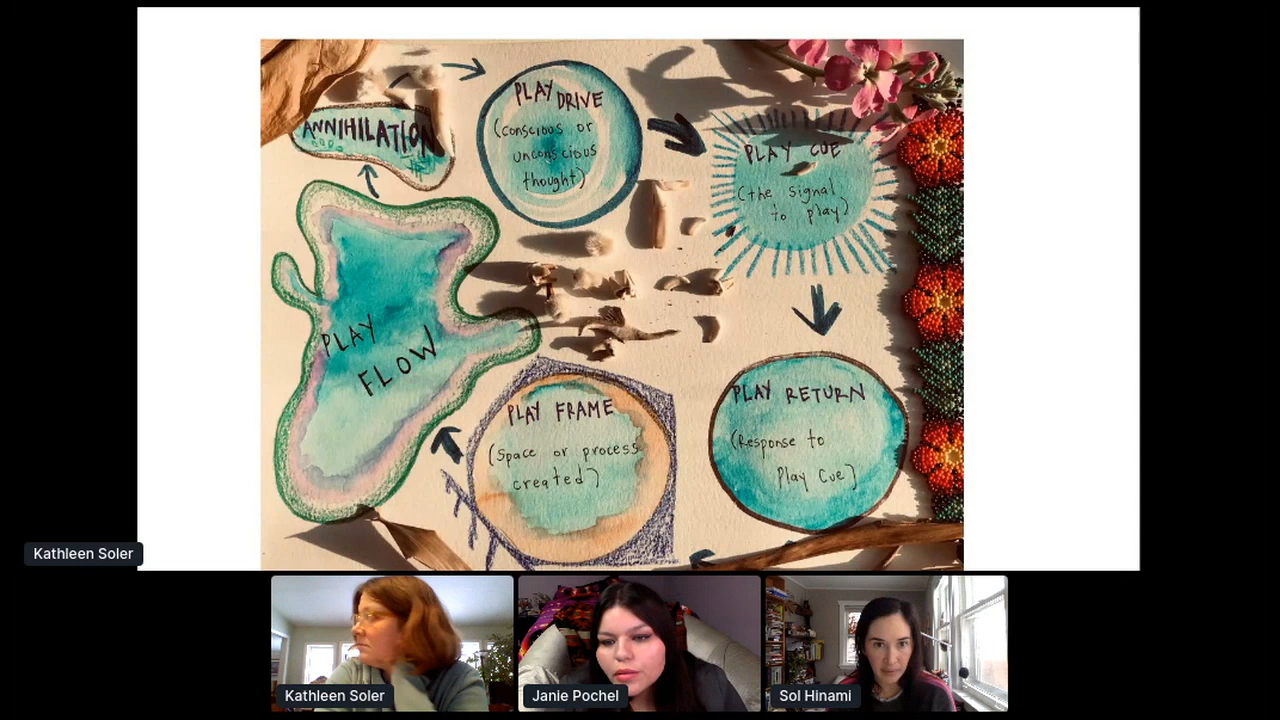 ANNIHILATION
PLAY DRIVE
(conscious or
unconscious
thought)
PLAY CUE
(the signal
to play)
PLAY RETURN
(Response to
Play Cue)
PLAY FRAME
(Space or process
created)
PLAY
FLOW
Kathleen Soler
Kathleen Soler
Janie Pochel
Sol Hinami